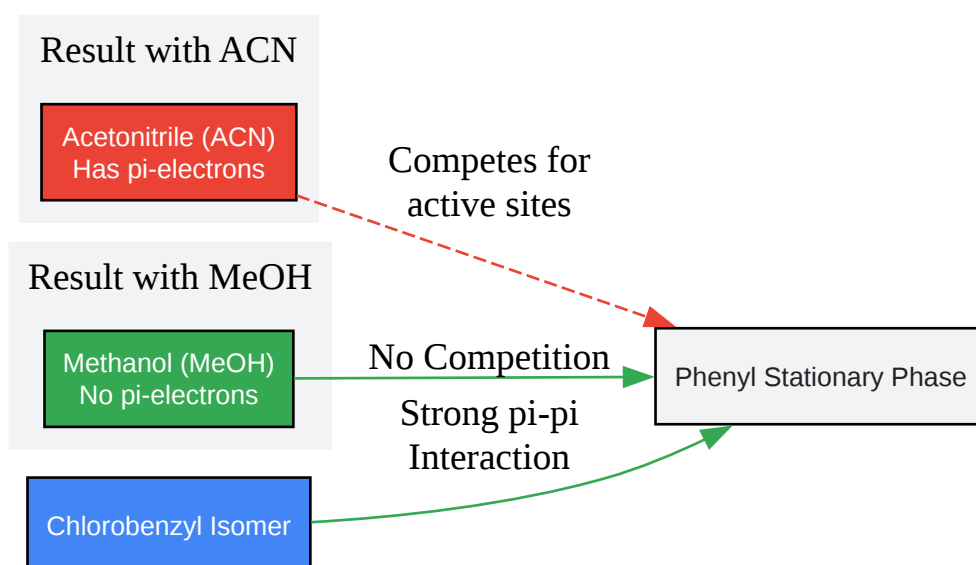 Result with ACN
Acetonitrile (ACN)
Has pi-electrons
Competes for
active sites
Result with MeOH
Methanol (MeOH)
No pi-electrons
No Competition
Phenyl Stationary Phase
Strong pi-pi
Interaction
Chlorobenzyl Isomer